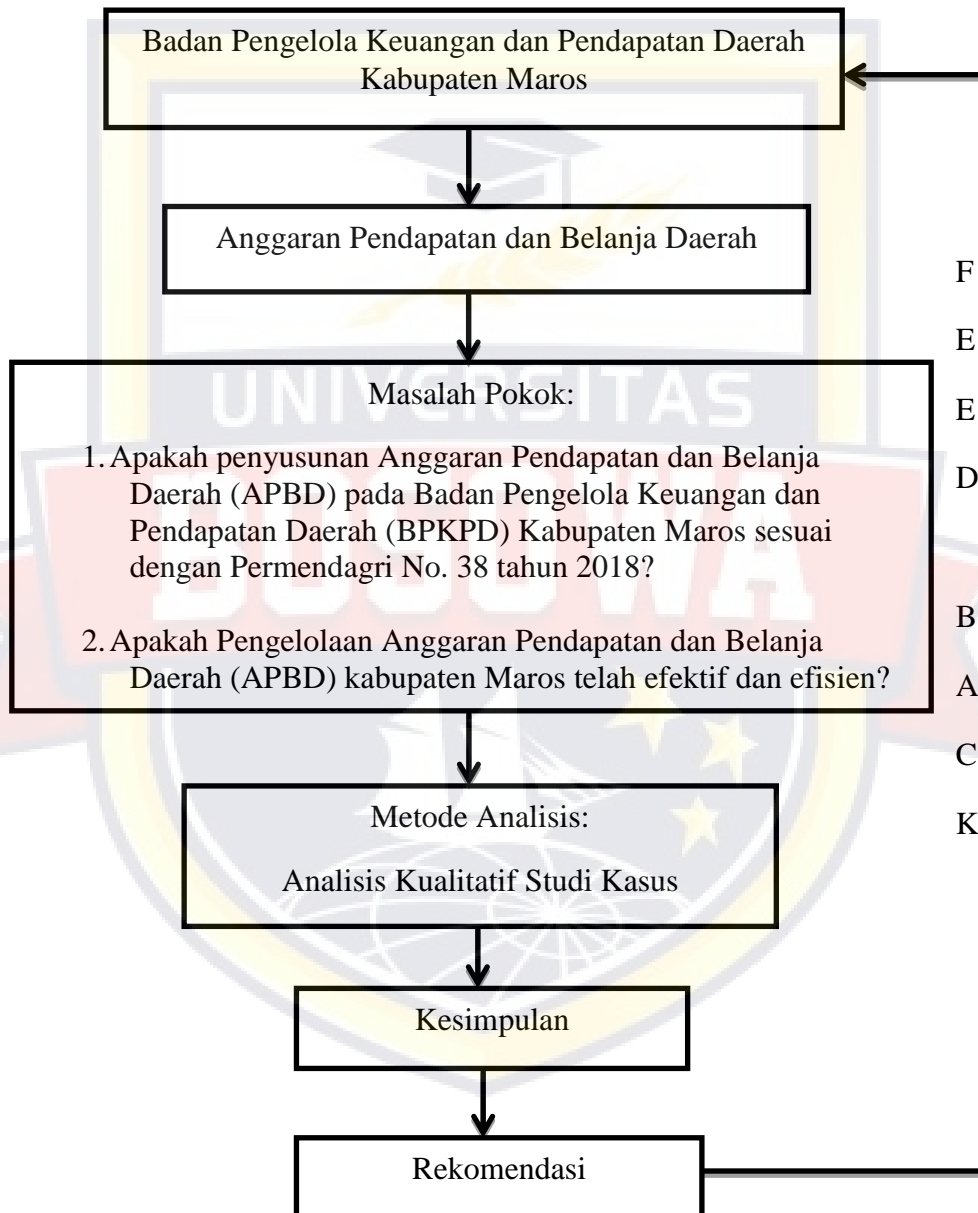 Badan Pengelola Keuangan dan Pendapatan Daerah
Kabupaten Maros
Anggaran Pendapatan dan Belanja Daerah
Masalah Pokok:
1. Apakah penyusunan Anggaran Pendapatan dan Belanja
Daerah (APBD) pada Badan Pengelola Keuangan dan
Pendapatan Daerah (BPKPD) Kabupaten Maros sesuai
dengan Permendagri No. 38 tahun 2018?
2. Apakah Pengelolaan Anggaran Pendapatan dan Belanja
Daerah (APBD) kabupaten Maros telah efektif dan efisien?
Metode Analisis:
Analisis Kualitatif Studi Kasus
Kesimpulan
Rekomendasi
F
E
E
D
B
A
C
K
UNIVERSITAS
BOSOWA